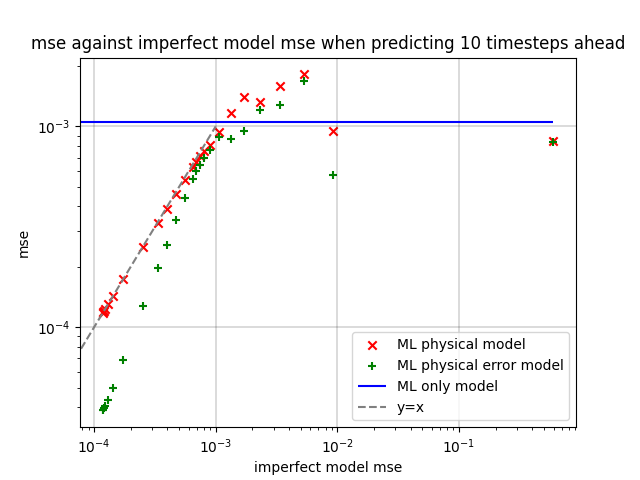 mse against imperfect model mse when predicting 10 timesteps ahead
mse
10⁻³
10⁻⁴
10⁻⁴
10⁻³
10⁻²
10⁻¹
imperfect model mse
ML physical model
ML physical error model
ML only model
y=x